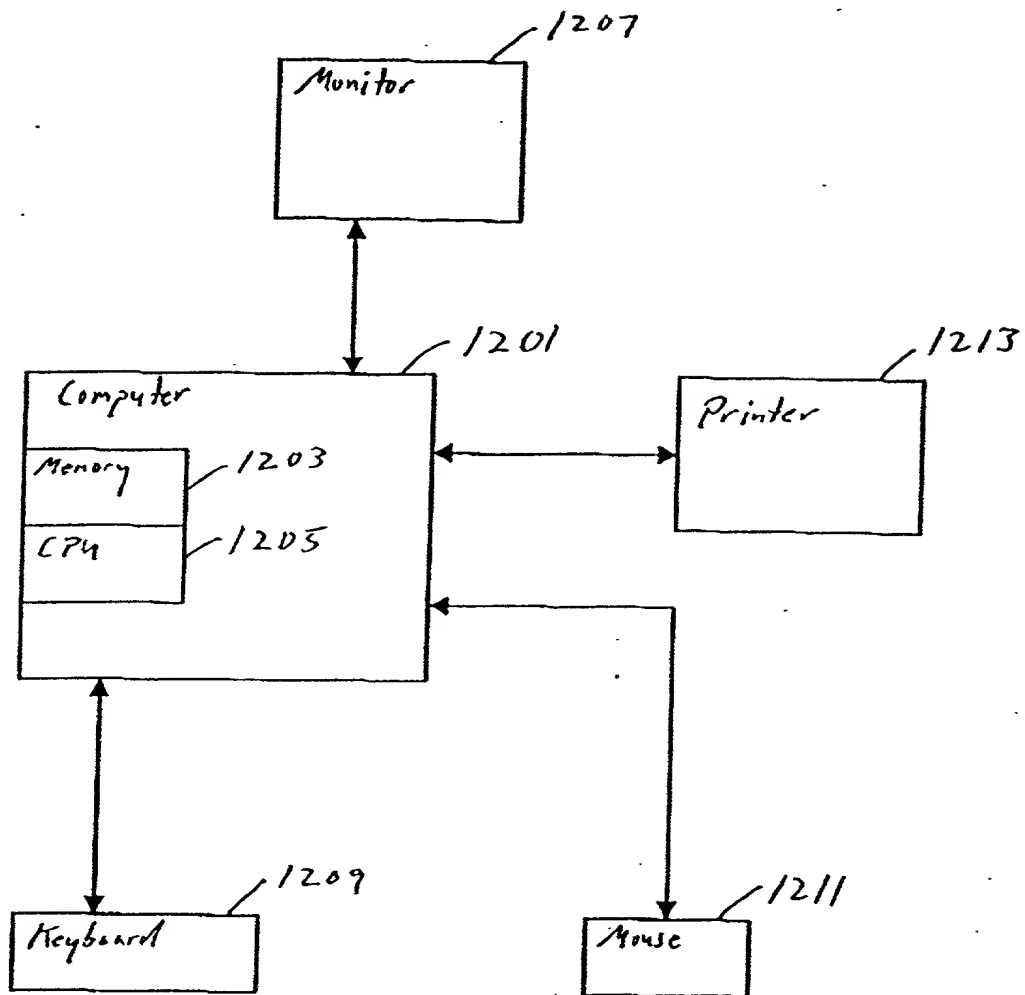 1207
Monitor
1201
1213
Computer
Printer
Memory
1203
CPU
1205
1209
1211
Keyboard
Mouse